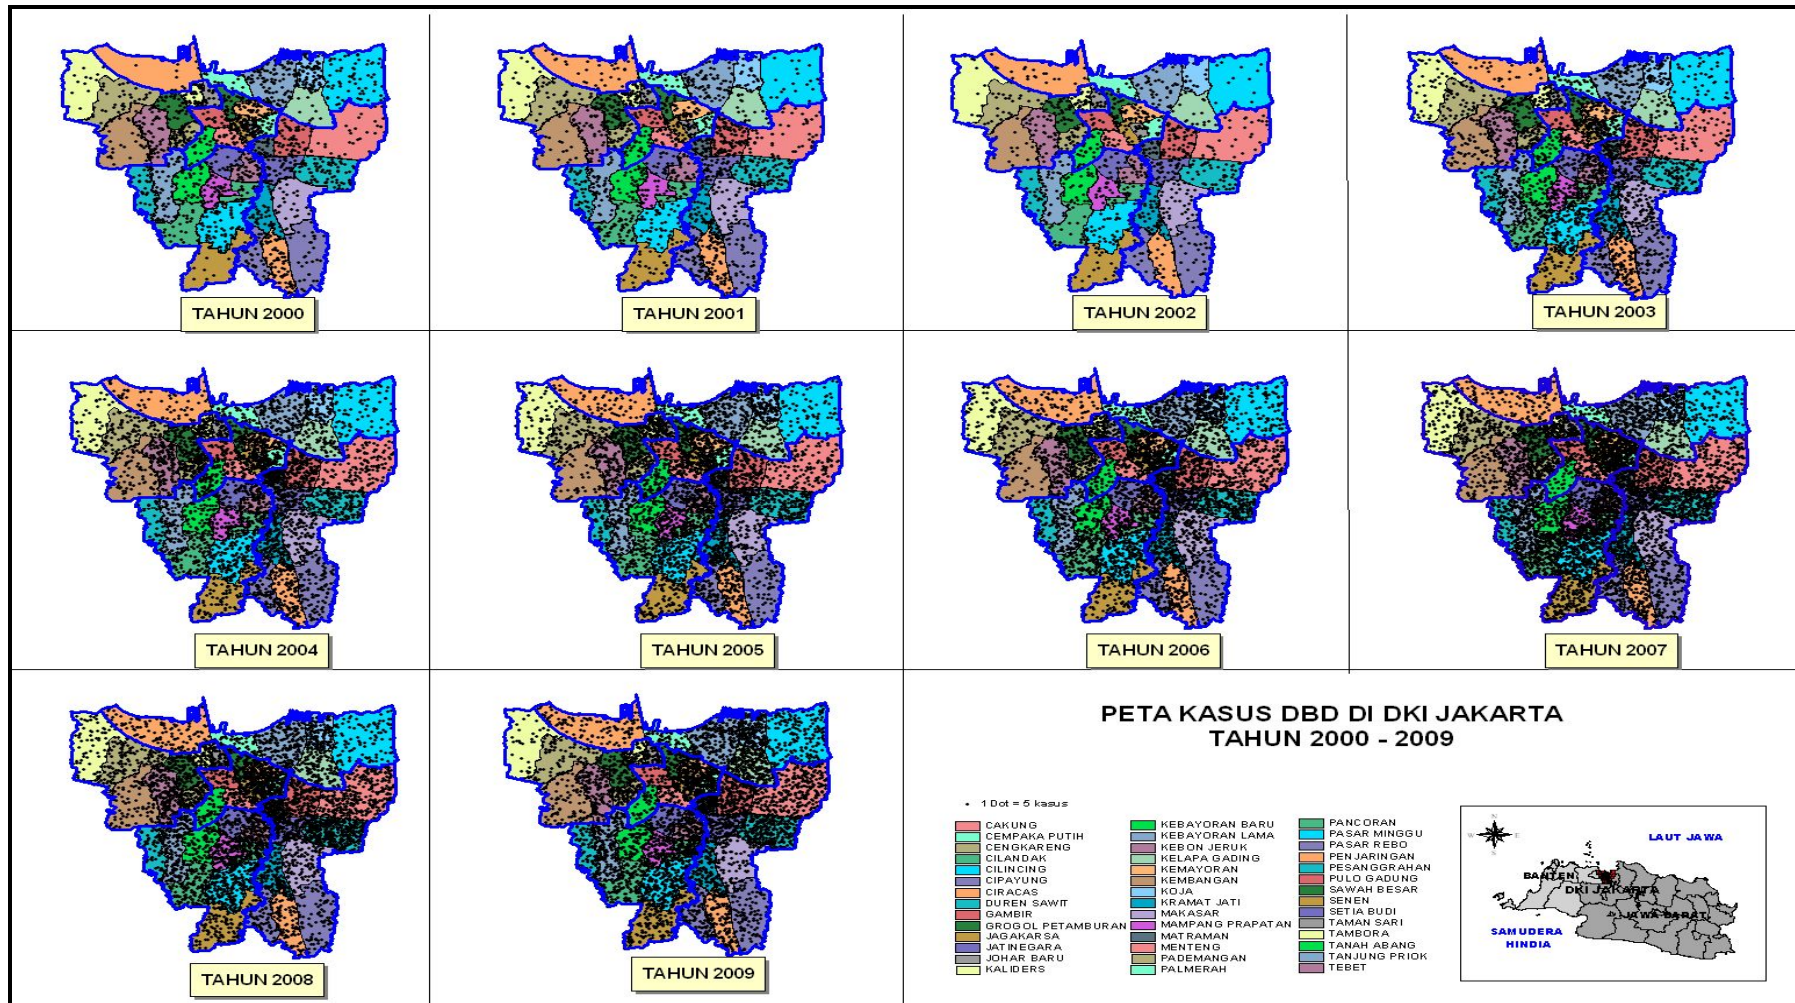 TAHUN 2000
TAHUN 2001
TAHUN 2002
TAHUN 2003
TAHUN 2004
TAHUN 2005
TAHUN 2006
TAHUN 2007
TAHUN 2008
TAHUN 2009
PETA KASUS DBD DI DKI JAKARTA
TAHUN 2000 - 2009
1 Dot = 5 kasus
CAKUNG
CEMPAKA PUTIH
CENGKARENG
CILANDAK
CILINCING
CIPAYUNG
CIRACAS
DUREN SAWIT
GAMBIR
GROGOL PETAMBURAN
JAGAKARSA
JATINEGARA
JOHAR BARU
KALIDERS
KEBAYORAN BARU
KEBAYORAN LAMA
KEBON JERUK
KELAPA GADING
KEMAYORAN
KEMBANGAN
KOJA
KRAMAT JATI
MAKASAR
MAMPANG PRAPATAN
MATRAMAN
MENTENG
PADEMANGAN
PALMERAH
PANCORAN
PASAR MINGGU
PASAR REBO
PENJARINGAN
PESANGGRAHAN
PULO GADUNG
SAWAH BESAR
SENEN
SETIA BUDI
TAMAN SARI
TAMBORA
TANAH ABANG
TANJUNG PRIOK
TEBET
N
W
E
S
LAUT JAWA
BANTEN
DKI JAKARTA
JAWA BARAT
SAMUDERA
HINDIA